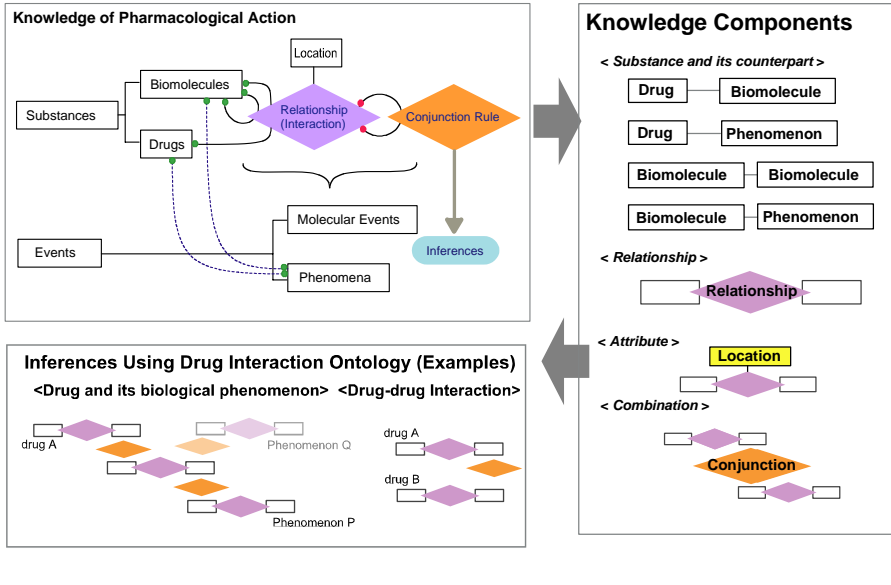 Knowledge of Pharmacological Action
Location
Biomolecules
Substances
Relationship
(Interaction)
Conjunction Rule
Drugs
Molecular Events
Events
Inferences
Phenomena
Knowledge Components
< Substance and its counterpart >
Drug
Biomolecule
Drug
Phenomenon
Biomolecule
Biomolecule
Biomolecule
Phenomenon
< Relationship >
Relationship
< Attribute >
Location
< Combination >
Conjunction
Inferences Using Drug Interaction Ontology (Examples)
<Drug and its biological phenomenon>
<Drug-drug Interaction>
drug A
Phenomenon Q
Phenomenon P
drug A
drug B